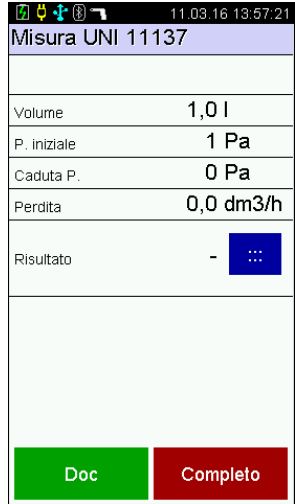 11.03.16 13:57:21
Misura UNI 11137
Volume 1,0 l
P. iniziale 1 Pa
Caduta P. 0 Pa
Perdita 0,0 dm3/h
Risultato - :::
Doc Completo